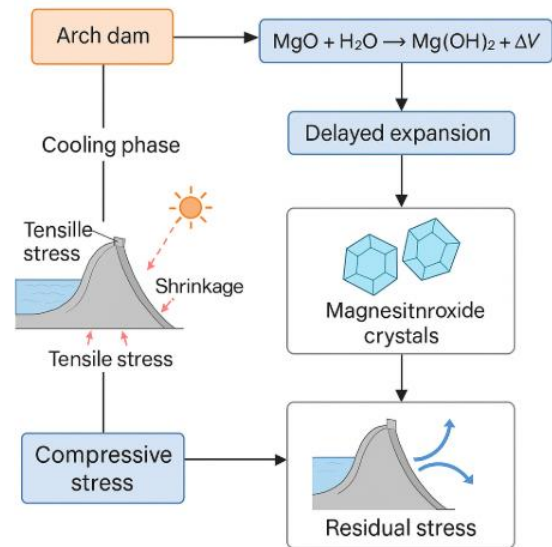 Arch dam
MgO + H₂O → Mg(OH)₂ + ΔV
Cooling phase
Delayed expansion
Tensille
stress
Shrinkage
Tensile stress
Magnesitnroxide
crystals
Compressive
stress
Residual stress